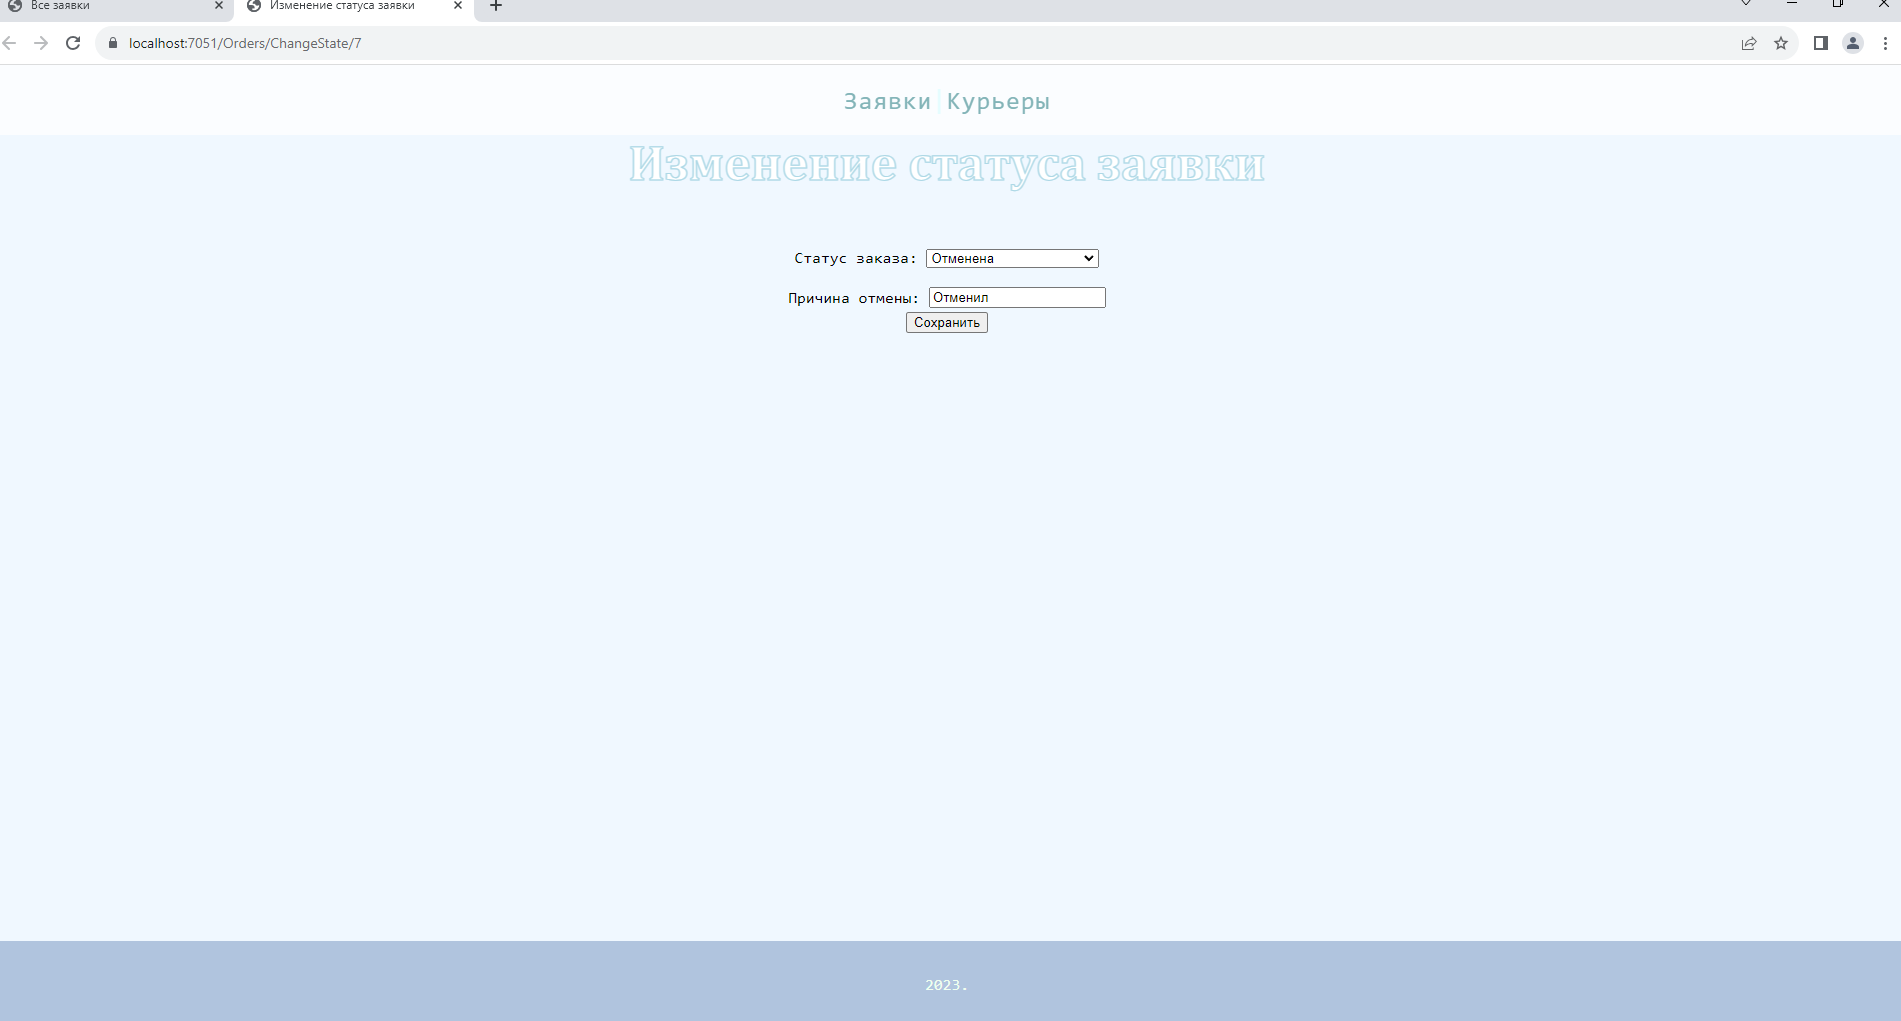 Все заявки
Изменение статуса заявки
localhost:7051/Orders/ChangeState/7
Заявки Курьеры
Изменение статуса заявки
Статус заказа: Отменена
Причина отмены: Отменил
Сохранить
2023.